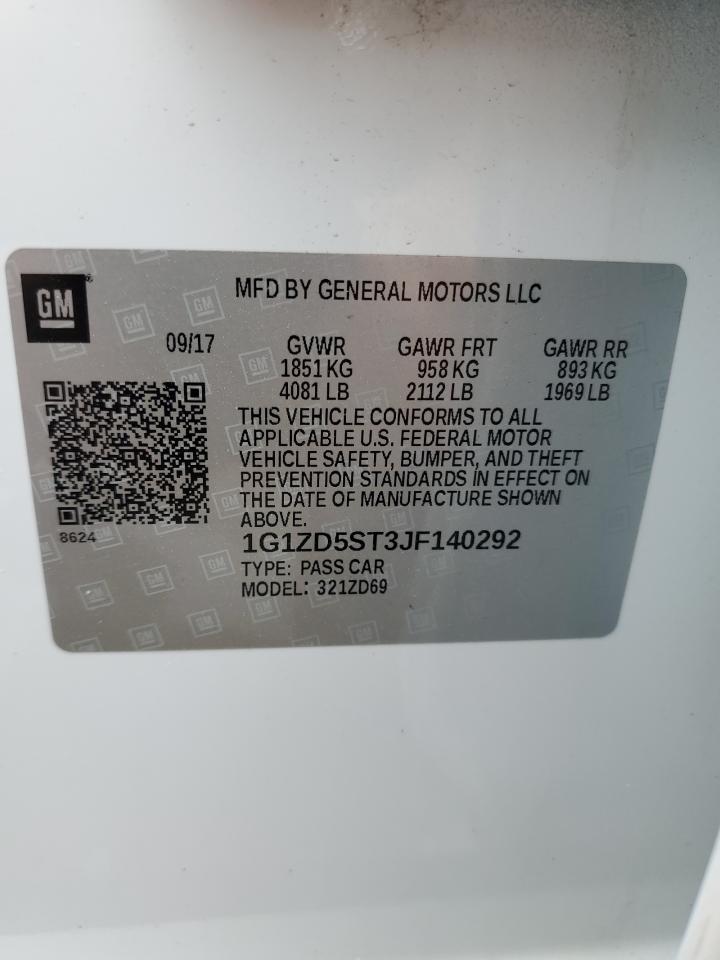 GM
MFD BY GENERAL MOTORS LLC
09/17 GVWR GAWR FRT GAWR RR
1851 KG 958 KG 893 KG
4081 LB 2112 LB 1969 LB
THIS VEHICLE CONFORMS TO ALL
APPLICABLE U.S. FEDERAL MOTOR
VEHICLE SAFETY, BUMPER, AND THEFT
PREVENTION STANDARDS IN EFFECT ON
THE DATE OF MANUFACTURE SHOWN
ABOVE.
8624
1G1ZD5ST3JF140292
TYPE: PASS CAR
MODEL: 321ZD69